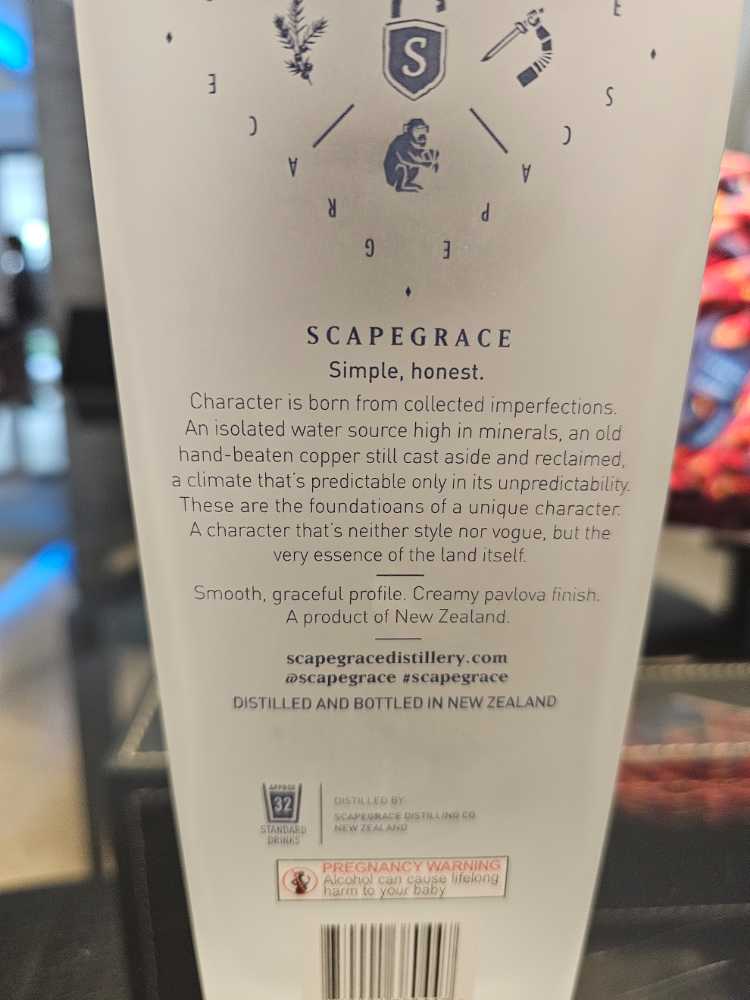 S
E
C
A
R
G
E
P
A
C
S
E
SCAPEGRACE
Simple, honest.
Character is born from collected imperfections.
An isolated water source high in minerals, an old
hand-beaten copper still cast aside and reclaimed,
a climate that's predictable only in its unpredictability.
These are the foundatioans of a unique character.
A character that's neither style nor vogue, but the
very essence of the land itself.
Smooth, graceful profile. Creamy pavlova finish.
A product of New Zealand.
scapegracedistillery.com
@scapegrace #scapegrace
DISTILLED AND BOTTLED IN NEW ZEALAND
APPROX
32
STANDARD
DRINKS
DISTILLED BY
SCAPEGRACE DISTILLING CO.
NEW ZEALAND
PREGNANCY WARNING
Alcohol can cause lifelong
harm to your baby